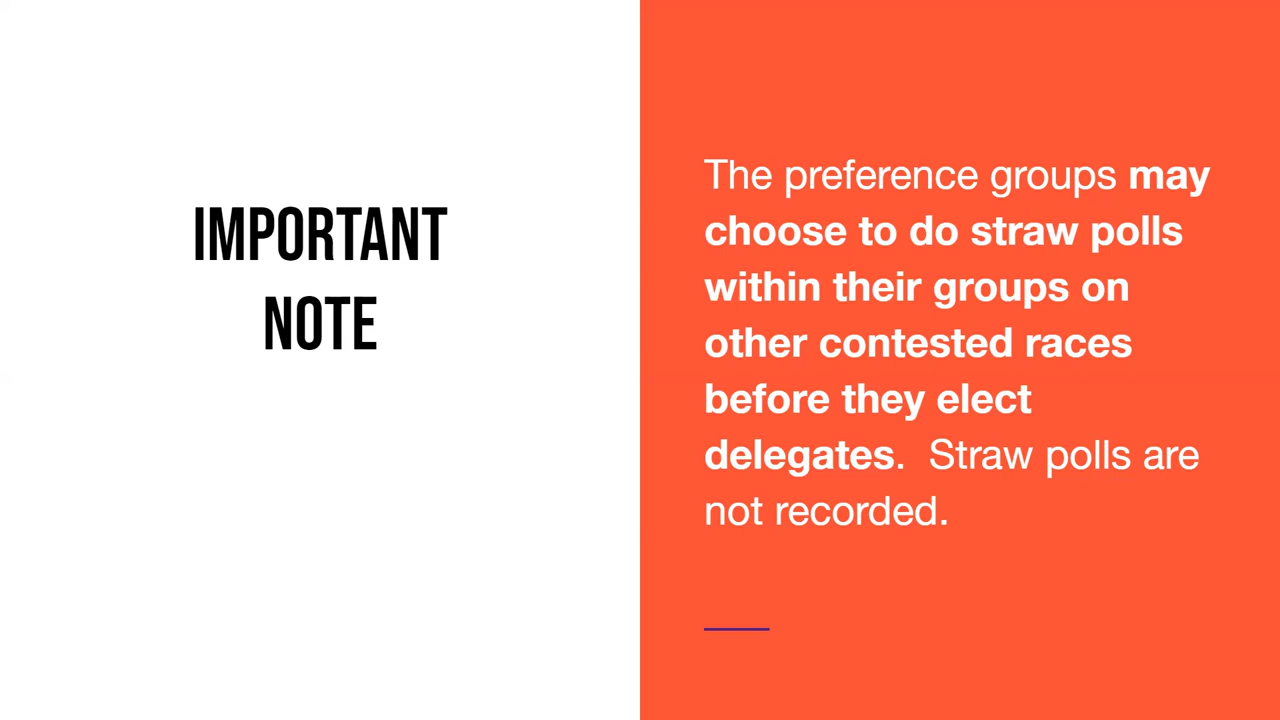 IMPORTANT
NOTE
The preference groups may
choose to do straw polls
within their groups on
other contested races
before they elect
delegates.  Straw polls are
not recorded.